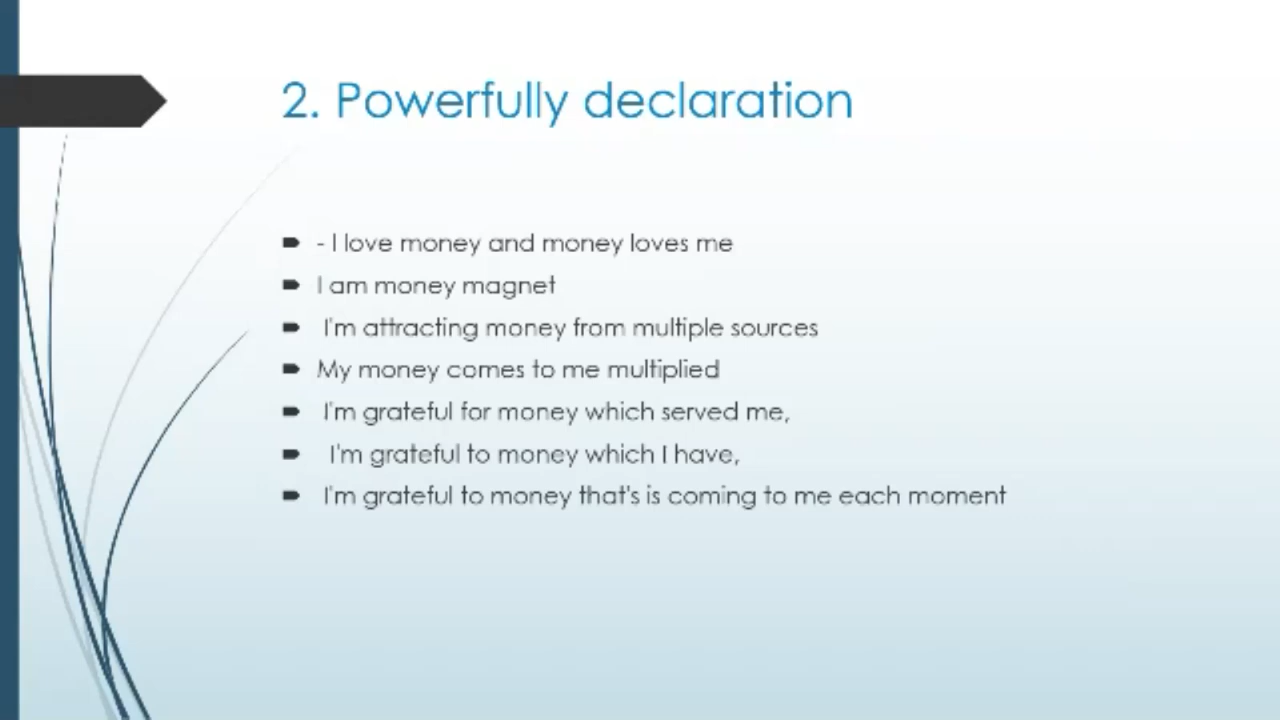 2. Powerfully declaration
- I love money and money loves me
I am money magnet
I'm attracting money from multiple sources
My money comes to me multiplied
I'm grateful for money which served me,
I'm grateful to money which I have,
I'm grateful to money that's is coming to me each moment